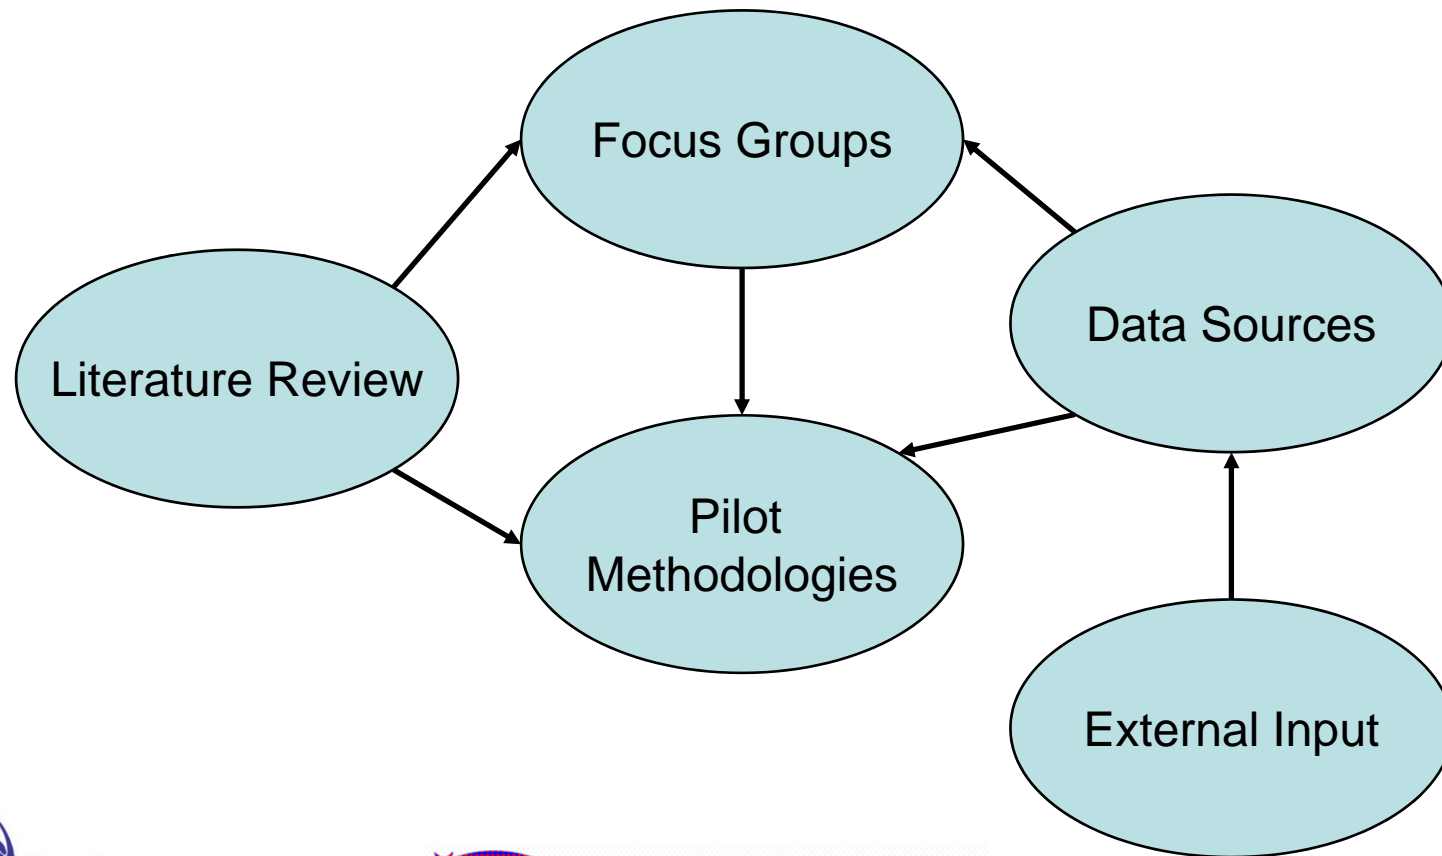 Focus Groups
Data Sources
Literature Review
Pilot
Methodologies
External Input